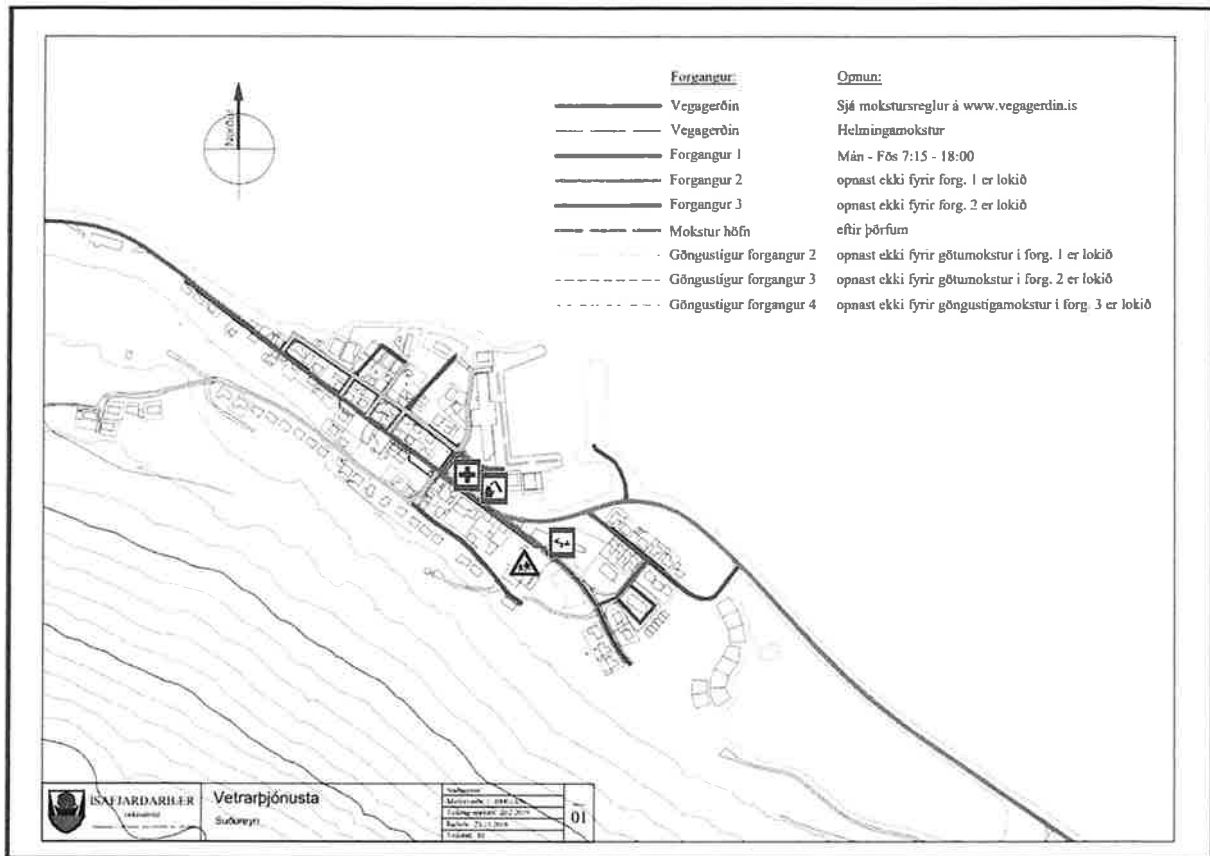 Norður
Forgangur: Opnun:
Vegagerðin Sjá mokstursreglur á www.vegagerdin.is
Vegagerðin Helmingamokstur
Forgangur 1 Mán - Fös 7:15 - 18:00
Forgangur 2 opnast ekki fyrir forg. 1 er lokið
Forgangur 3 opnast ekki fyrir forg. 2 er lokið
Mokstur höfn eftir þörfum
Göngustígur forgangur 2 opnast ekki fyrir götumokstur í forg. 1 er lokið
Göngustígur forgangur 3 opnast ekki fyrir götumokstur í forg. 2 er lokið
Göngustígur forgangur 4 opnast ekki fyrir göngustígamokstur í forg. 3 er lokið
ÍSAFJARÐARBÆR
Vetrarþjónusta
Suðureyri
01